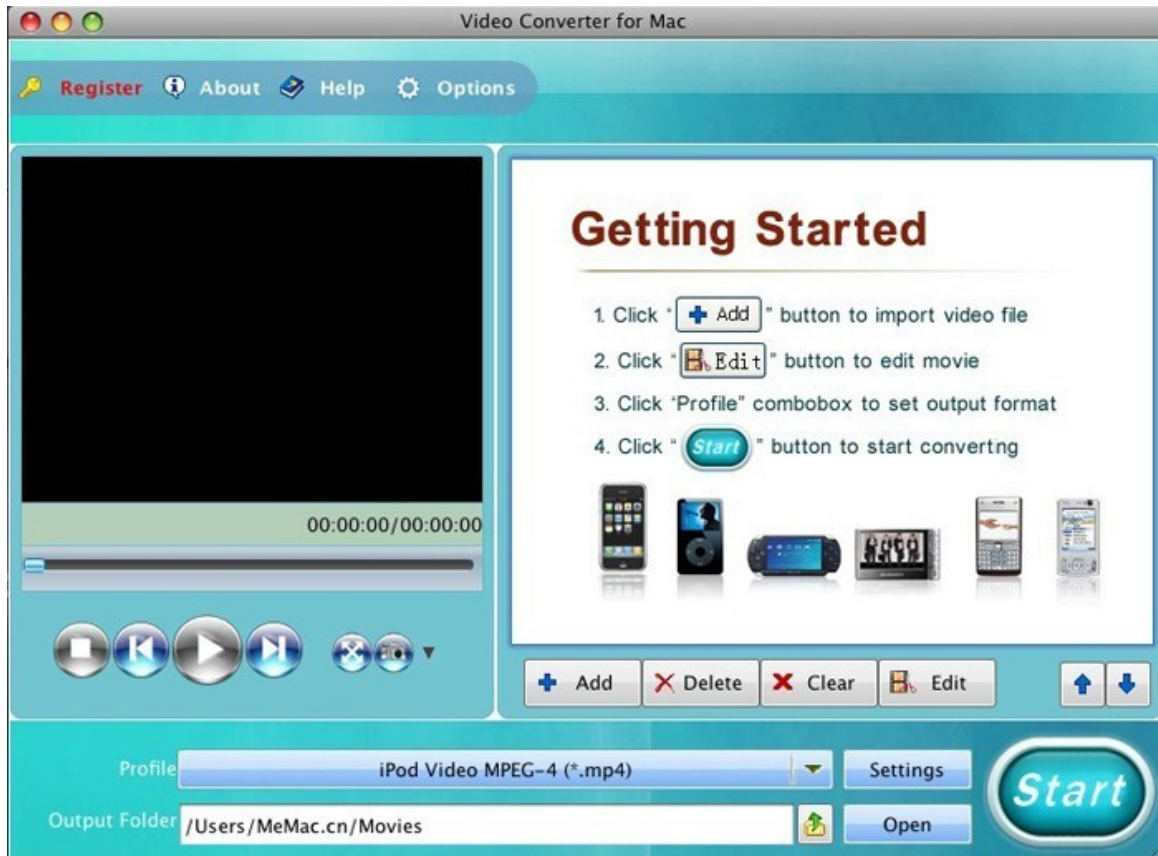 Video Converter for Mac
Register About Help Options
Getting Started
1. Click "Add" button to import video file
2. Click "Edit" button to edit movie
3. Click "Profile" combobox to set output format
4. Click "Start" button to start convertng
00:00:00/00:00:00
Add Delete Clear Edit
Profile iPod Video MPEG-4 (*.mp4) Settings
Output Folder /Users/MeMac.cn/Movies Open
Start